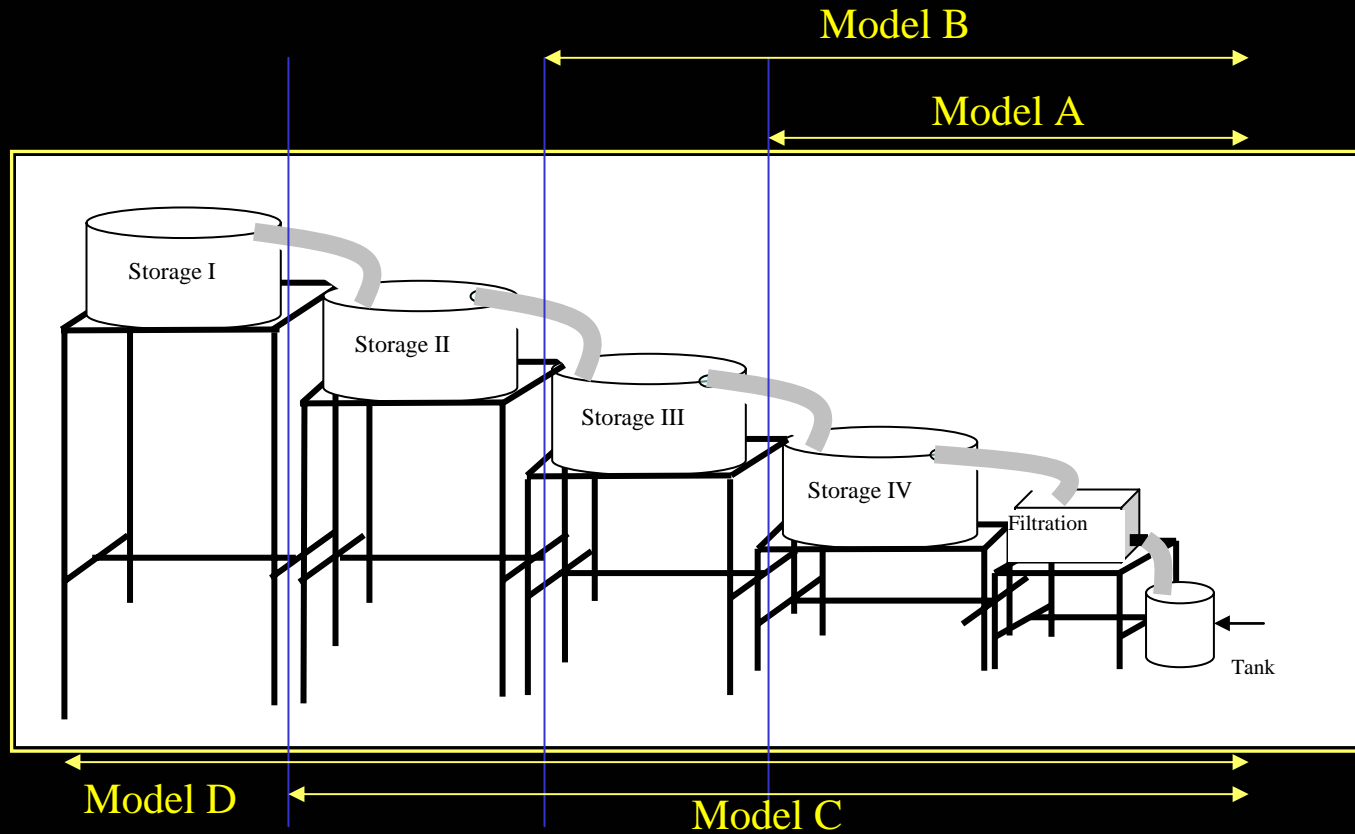 Model B
Model A
Storage I
Storage II
Storage III
Storage IV
Filtration
Tank
Model D
Model C